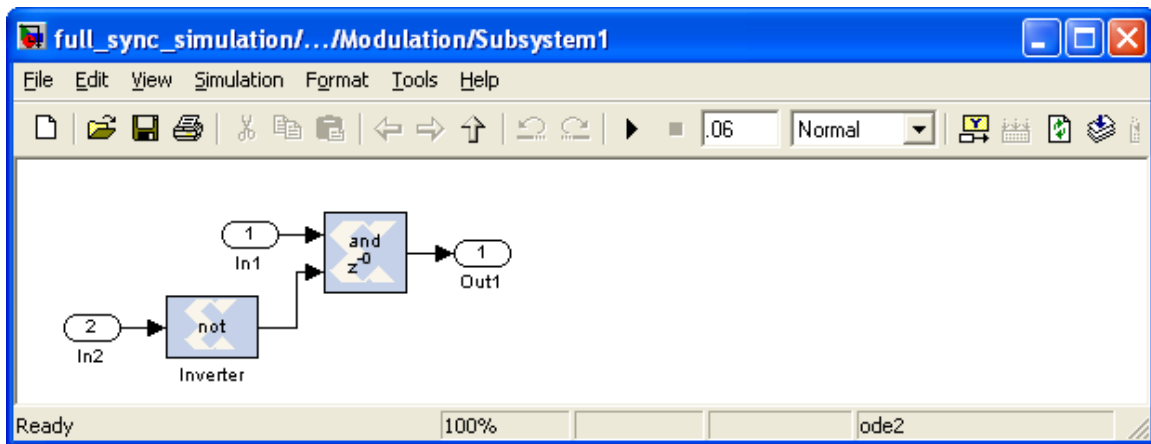 full_sync_simulation/.../Modulation/Subsystem1
File Edit View Simulation Format Tools Help
.06 Normal
1
In1
and
z-0
1
Out1
2
In2
not
Inverter
Ready 100% ode2